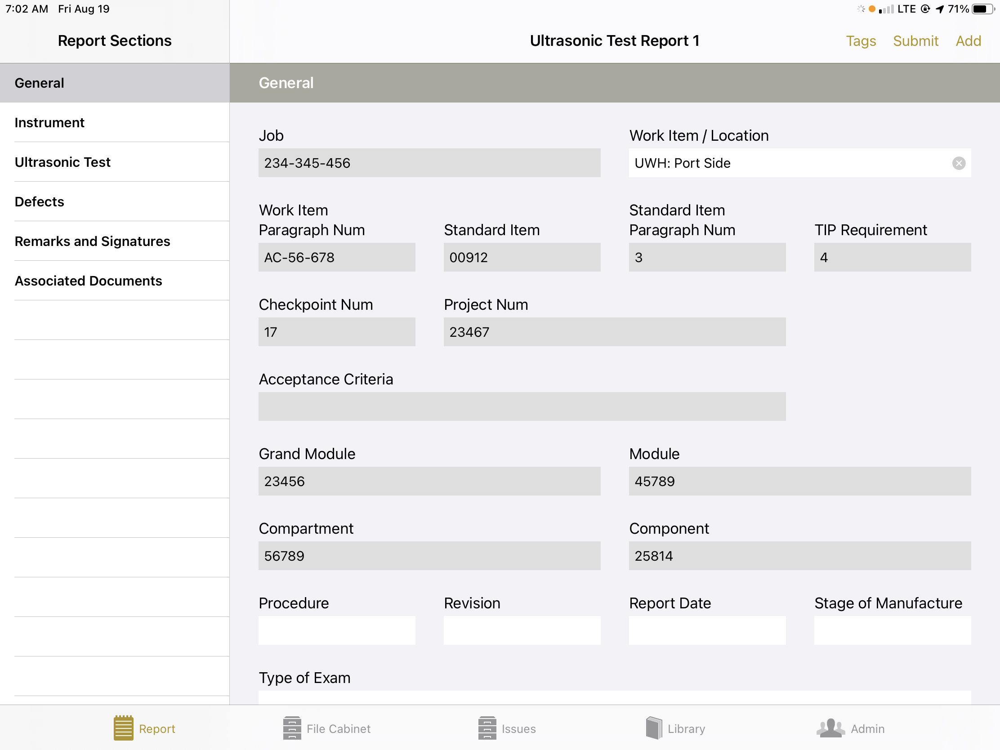 7:02 AM Fri Aug 19
LTE 71%
Report Sections
Ultrasonic Test Report 1
Tags Submit Add
General
Instrument
Ultrasonic Test
Defects
Remarks and Signatures
Associated Documents
General
Job
Work Item / Location
234-345-456
UWH: Port Side
Work Item
Paragraph Num
Standard Item
Standard Item
Paragraph Num
TIP Requirement
AC-56-678
00912
3
4
Checkpoint Num
Project Num
17
23467
Acceptance Criteria
Grand Module
Module
23456
45789
Compartment
Component
56789
25814
Procedure
Revision
Report Date
Stage of Manufacture
Type of Exam
Report
File Cabinet
Issues
Library
Admin